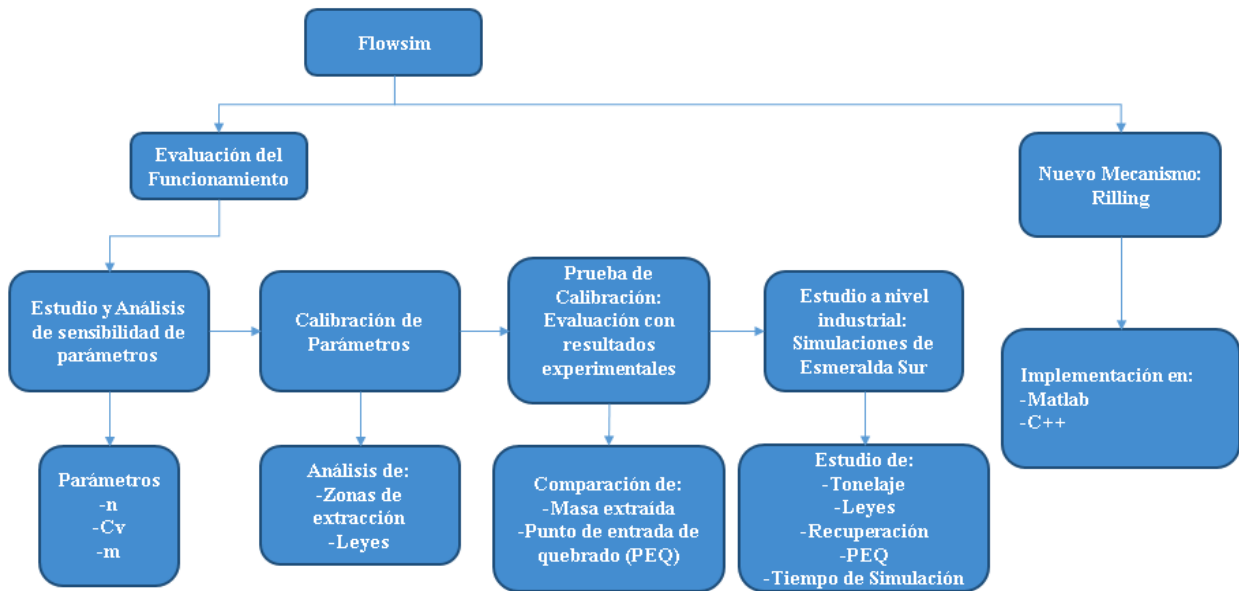 Flowsim
Evaluación del
Funcionamiento
Nuevo Mecanismo:
Rilling
Estudio y Análisis
de sensibilidad de
parámetros
Calibración de
Parámetros
Prueba de
Calibración:
Evaluación con
resultados
experimentales
Estudio a nivel
industrial:
Simulaciones de
Esmeralda Sur
Implementación en:
-Matlab
-C++
Parámetros
-n
-Cv
-m
Análisis de:
-Zonas de
extracción
-Leyes
Comparación de:
-Masa extraída
-Punto de entrada de
quebrado (PEQ)
Estudio de:
-Tonelaje
-Leyes
-Recuperación
-PEQ
-Tiempo de Simulación